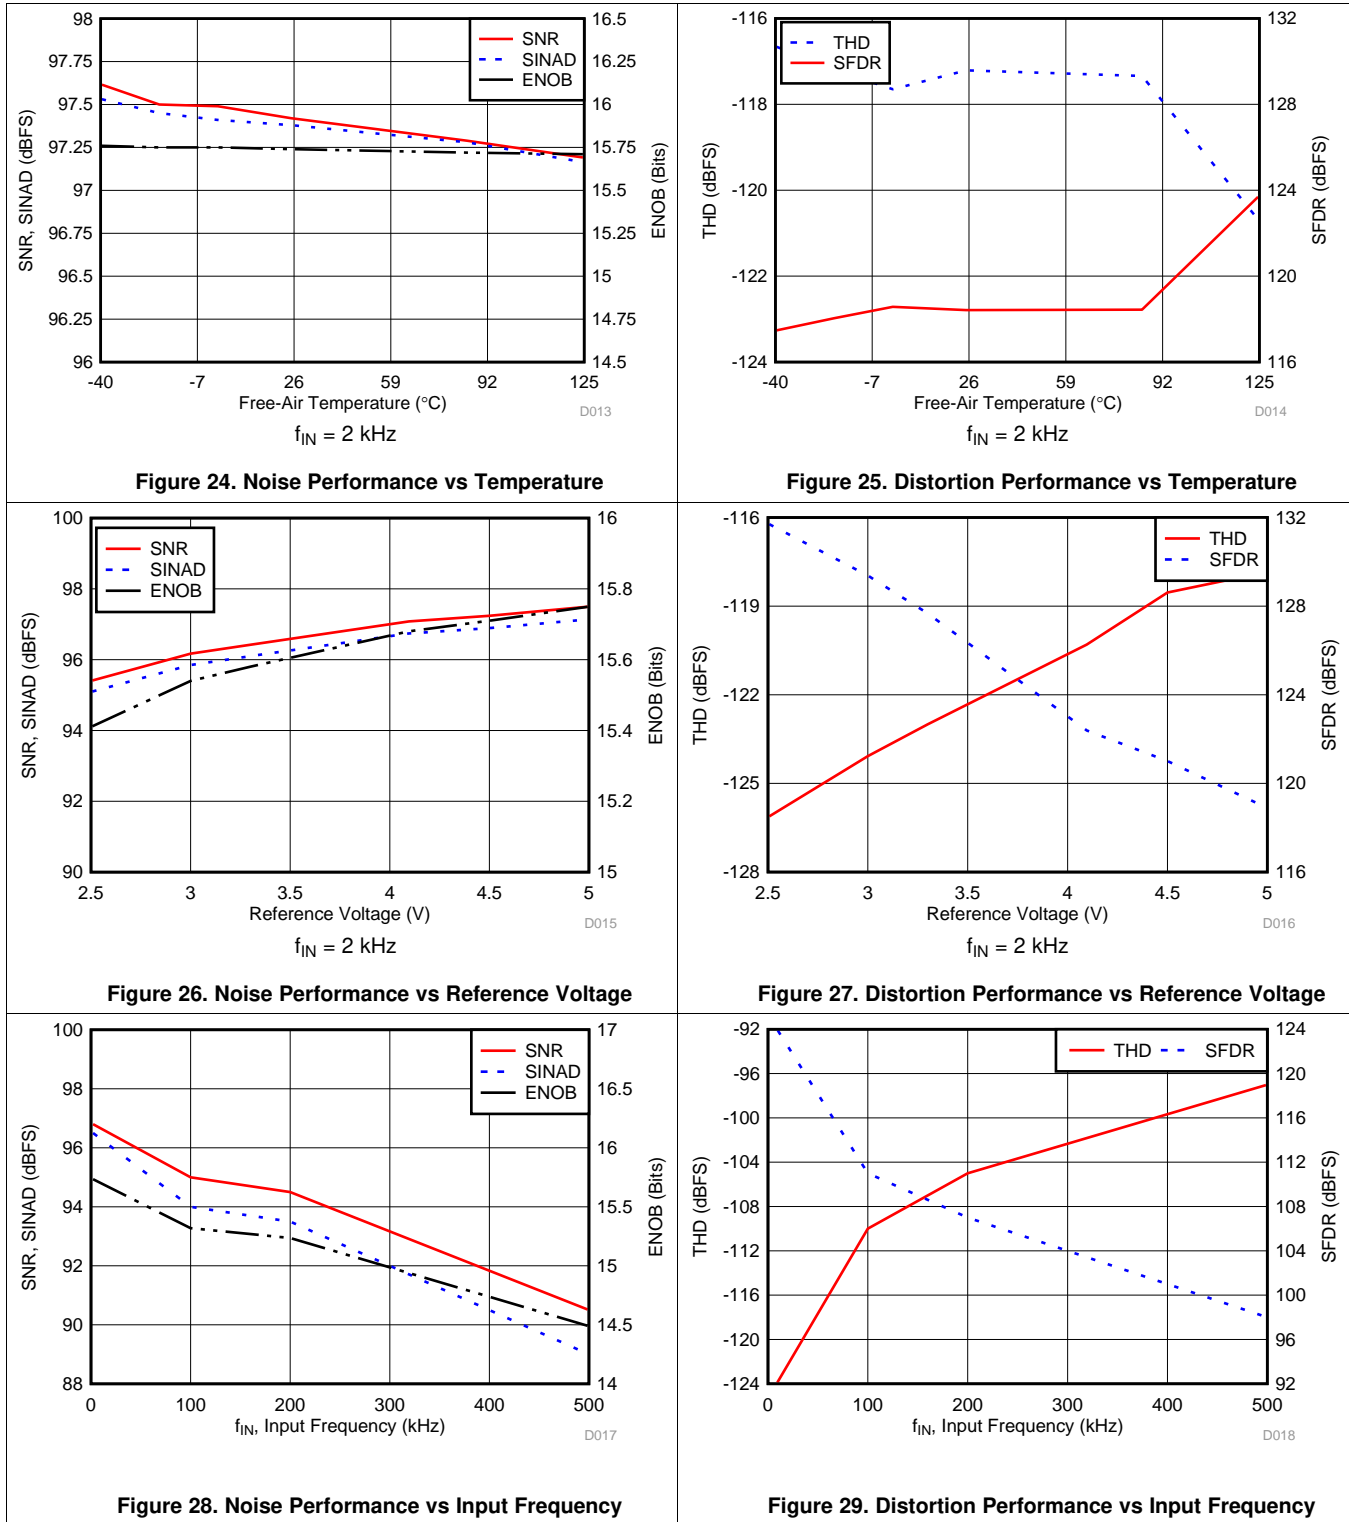 98
97.75
97.5
97.25
97
96.75
96.5
96.25
96
SNR, SINAD (dBFS)
16.5
16.25
16
15.75
15.5
15.25
15
14.75
14.5
ENOB (Bits)
SNR
SINAD
ENOB
-40 -7 26 59 92 125
Free-Air Temperature (°C)
D013
fIN = 2 kHz
Figure 24. Noise Performance vs Temperature
-116
-118
-120
-122
-124
THD (dBFS)
132
128
124
120
116
SFDR (dBFS)
THD
SFDR
-40 -7 26 59 92 125
Free-Air Temperature (°C)
D014
fIN = 2 kHz
Figure 25. Distortion Performance vs Temperature
100
98
96
94
92
90
SNR, SINAD (dBFS)
16
15.8
15.6
15.4
15.2
15
ENOB (Bits)
SNR
SINAD
ENOB
2.5 3 3.5 4 4.5 5
Reference Voltage (V)
D015
fIN = 2 kHz
Figure 26. Noise Performance vs Reference Voltage
-116
-119
-122
-125
-128
THD (dBFS)
132
128
124
120
116
SFDR (dBFS)
THD
SFDR
2.5 3 3.5 4 4.5 5
Reference Voltage (V)
D016
fIN = 2 kHz
Figure 27. Distortion Performance vs Reference Voltage
100
98
96
94
92
90
88
SNR, SINAD (dBFS)
17
16.5
16
15.5
15
14.5
14
ENOB (Bits)
SNR
SINAD
ENOB
0 100 200 300 400 500
fIN, Input Frequency (kHz)
D017
Figure 28. Noise Performance vs Input Frequency
-92
-96
-100
-104
-108
-112
-116
-120
-124
THD (dBFS)
124
120
116
112
108
104
100
96
92
SFDR (dBFS)
THD SFDR
0 100 200 300 400 500
fIN, Input Frequency (kHz)
D018
Figure 29. Distortion Performance vs Input Frequency